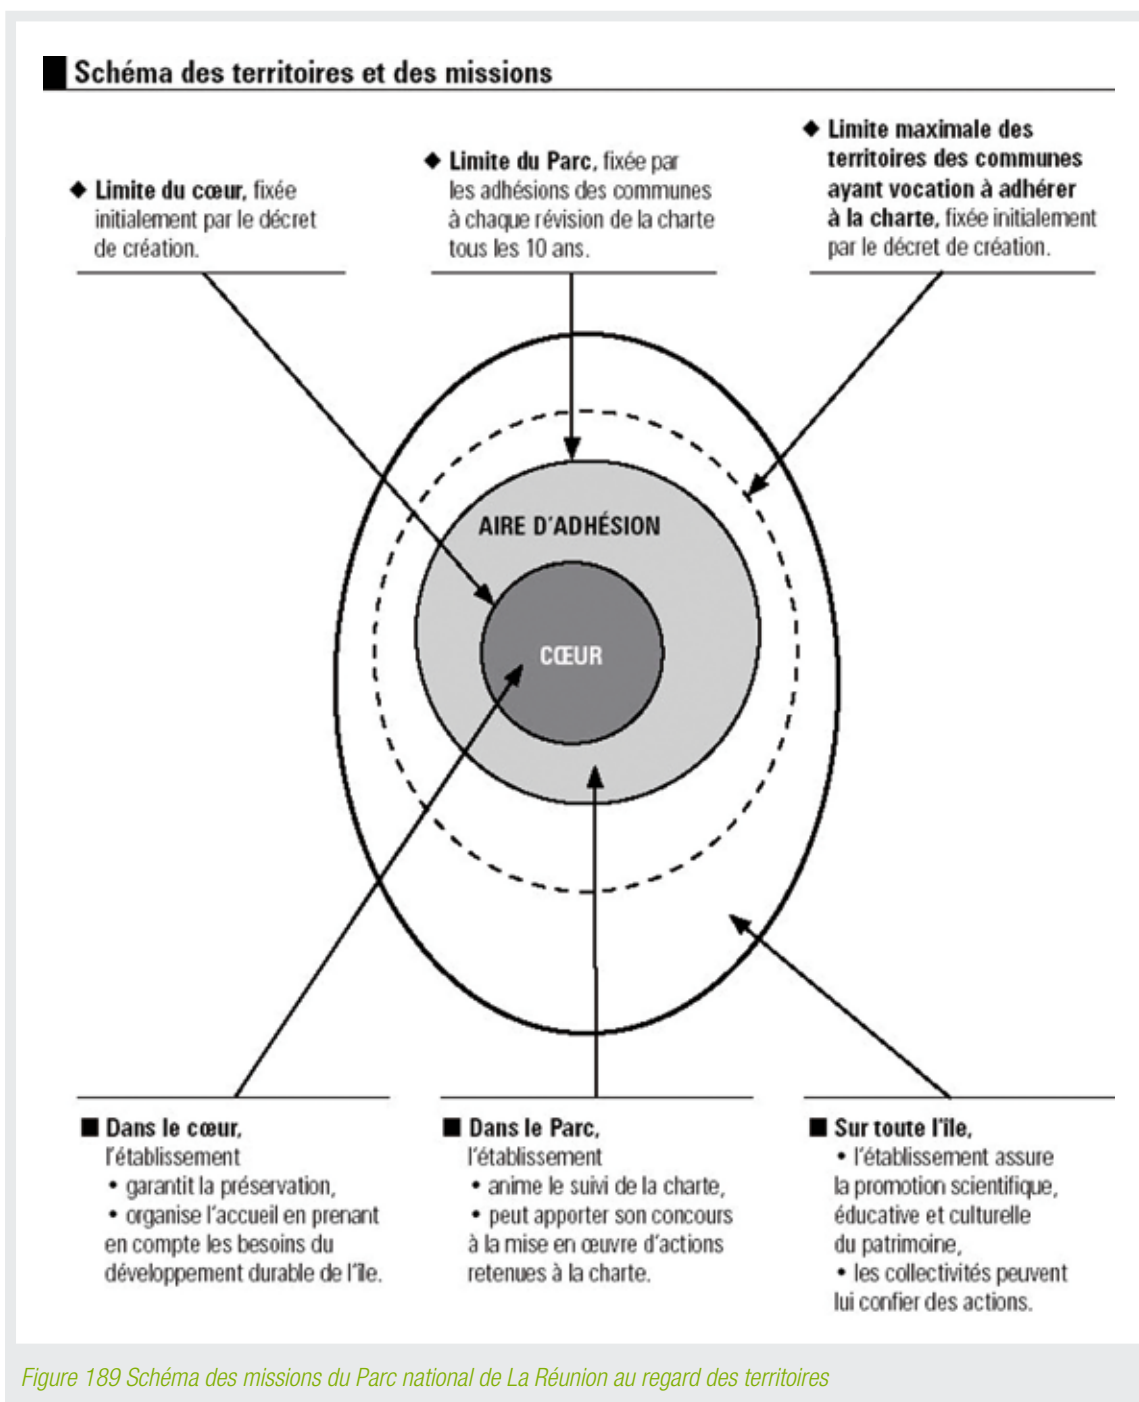 Schéma des territoires et des missions
◆ Limite du cœur, fixée
initialement par le décret
de création.
◆ Limite du Parc, fixée par
les adhésions des communes
à chaque révision de la charte
tous les 10 ans.
◆ Limite maximale des
territoires des communes
ayant vocation à adhérer
à la charte, fixée initialement
par le décret de création.
AIRE D'ADHÉSION
CŒUR
■ Dans le cœur,
l'établissement
• garantit la préservation,
• organise l'accueil en prenant
en compte les besoins du
développement durable de l'île.
■ Dans le Parc,
l'établissement
• anime le suivi de la charte,
• peut apporter son concours
à la mise en œuvre d'actions
retenues à la charte.
■ Sur toute l'île,
• l'établissement assure
la promotion scientifique,
éducative et culturelle
du patrimoine,
• les collectivités peuvent
lui confier des actions.
Figure 189 Schéma des missions du Parc national de La Réunion au regard des territoires